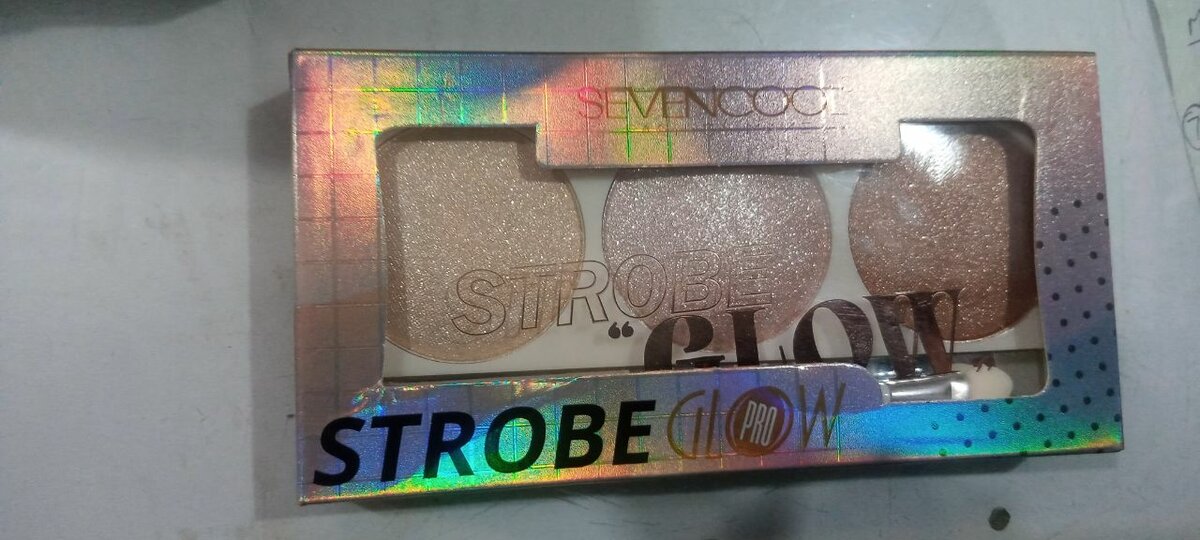 SEVENCOOL
STROBE
“GLOW”
STROBE GLOW PRO